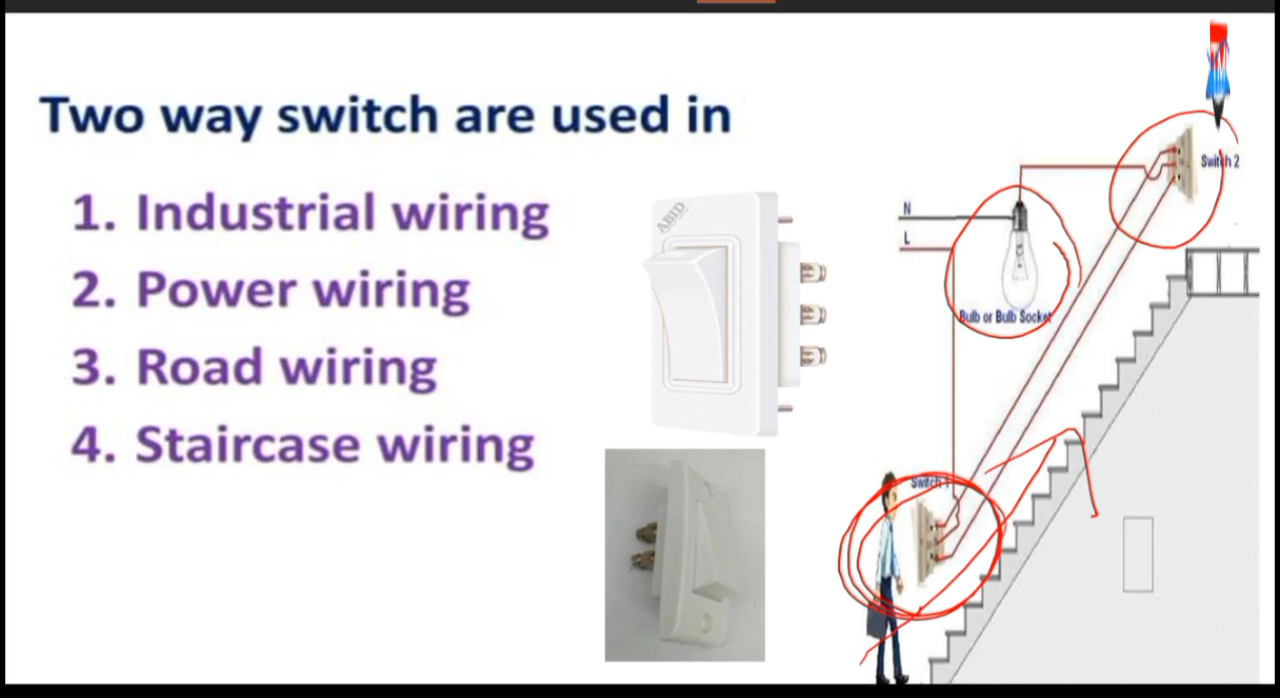 Two way switch are used in
1. Industrial wiring
2. Power wiring
3. Road wiring
4. Staircase wiring
ABID
N
L
Bulb or Bulb Socket
Switch 2
Switch 1